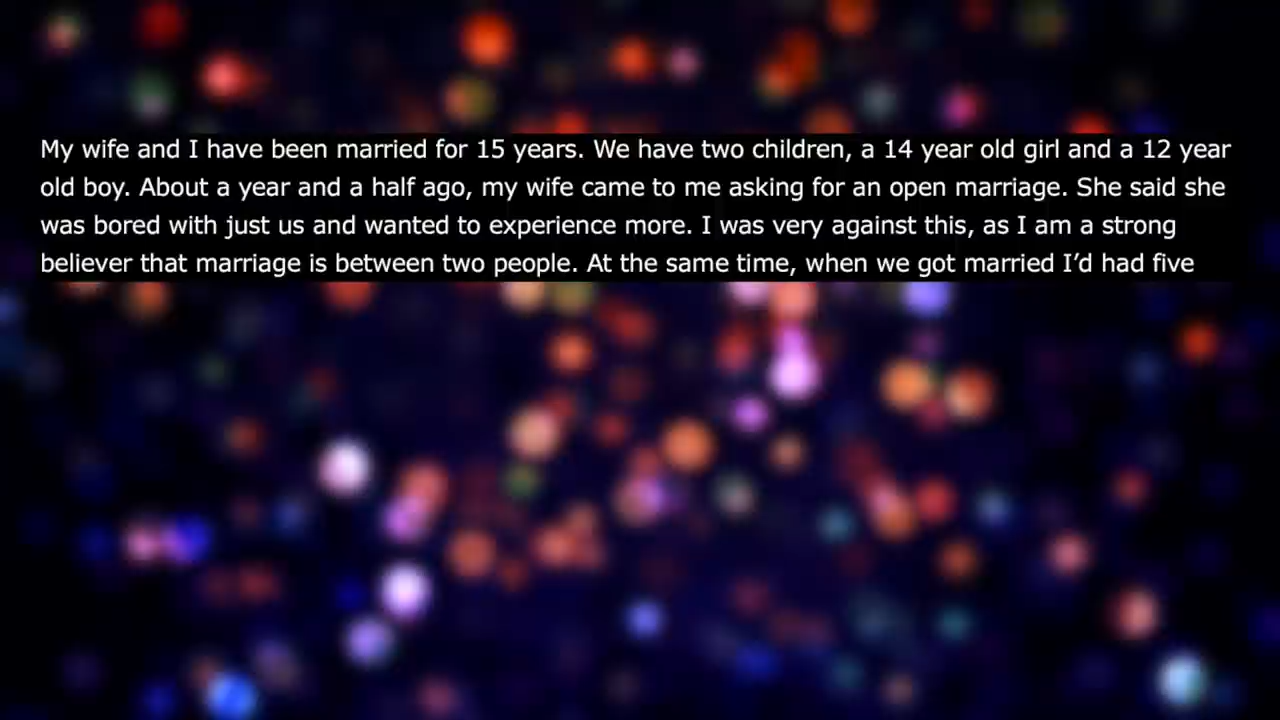 My wife and I have been married for 15 years. We have two children, a 14 year old girl and a 12 year
old boy. About a year and a half ago, my wife came to me asking for an open marriage. She said she
was bored with just us and wanted to experience more. I was very against this, as I am a strong
believer that marriage is between two people. At the same time, when we got married I’d had five